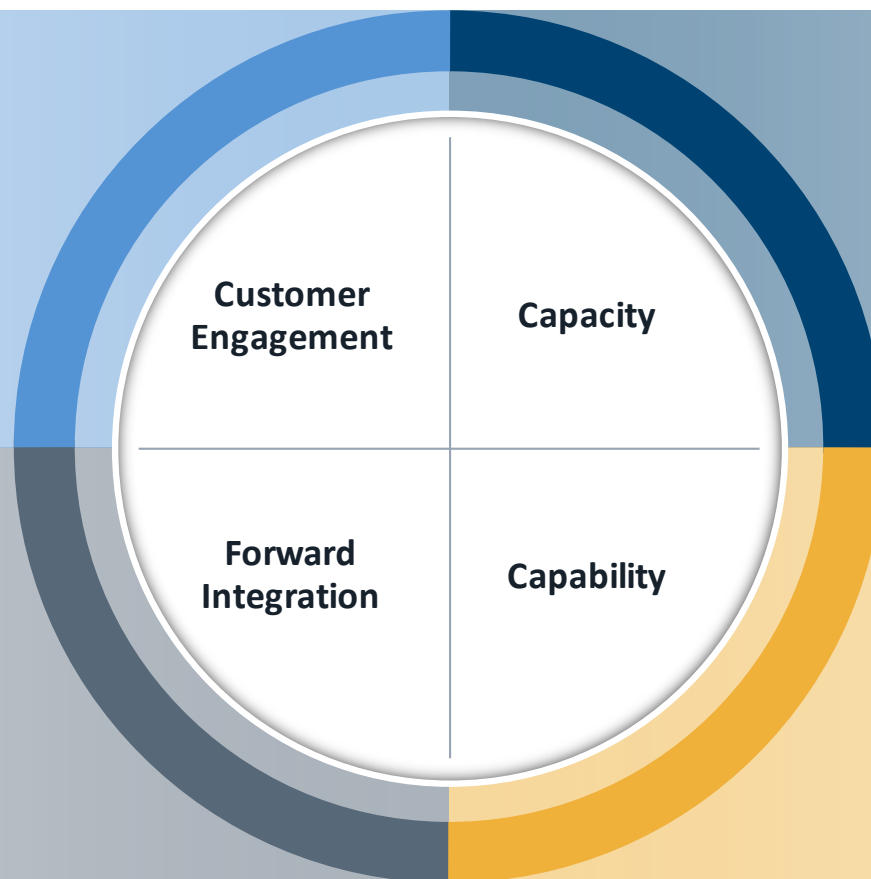 Customer
Engagement
Capacity
Forward
Integration
Capability